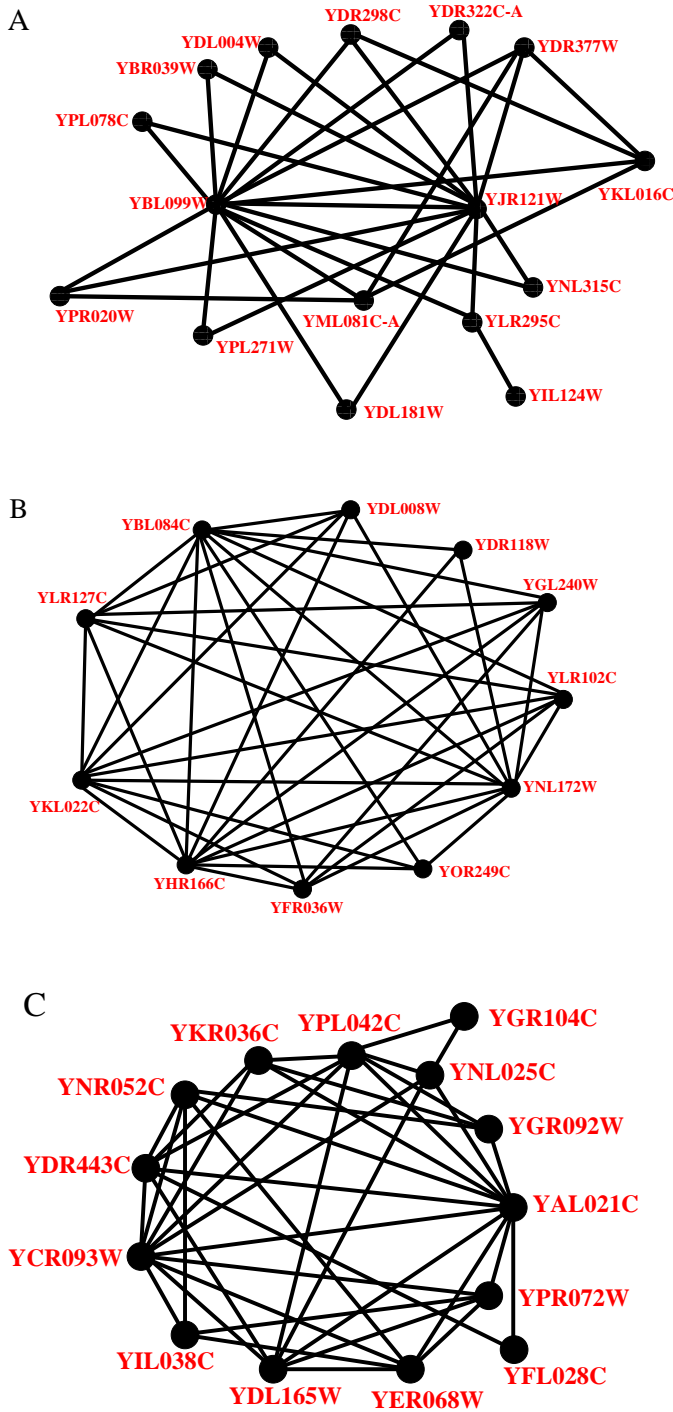 A
YDR298C
YDR322C-A
YDL004W
YDR377W
YBR039W
YPL078C
YBL099W
YJR121W
YKL016C
YNL315C
YPR020W
YML081C-A
YLR295C
YPL271W
YDL181W
YIL124W
B
YDL008W
YBL084C
YDR118W
YLR127C
YGL240W
YLR102C
YKL022C
YNL172W
YHR166C
YOR249C
YFR036W
C
YGR104C
YKR036C
YPL042C
YNL025C
YNR052C
YGR092W
YDR443C
YAL021C
YCR093W
YPR072W
YIL038C
YFL028C
YDL165W
YER068W